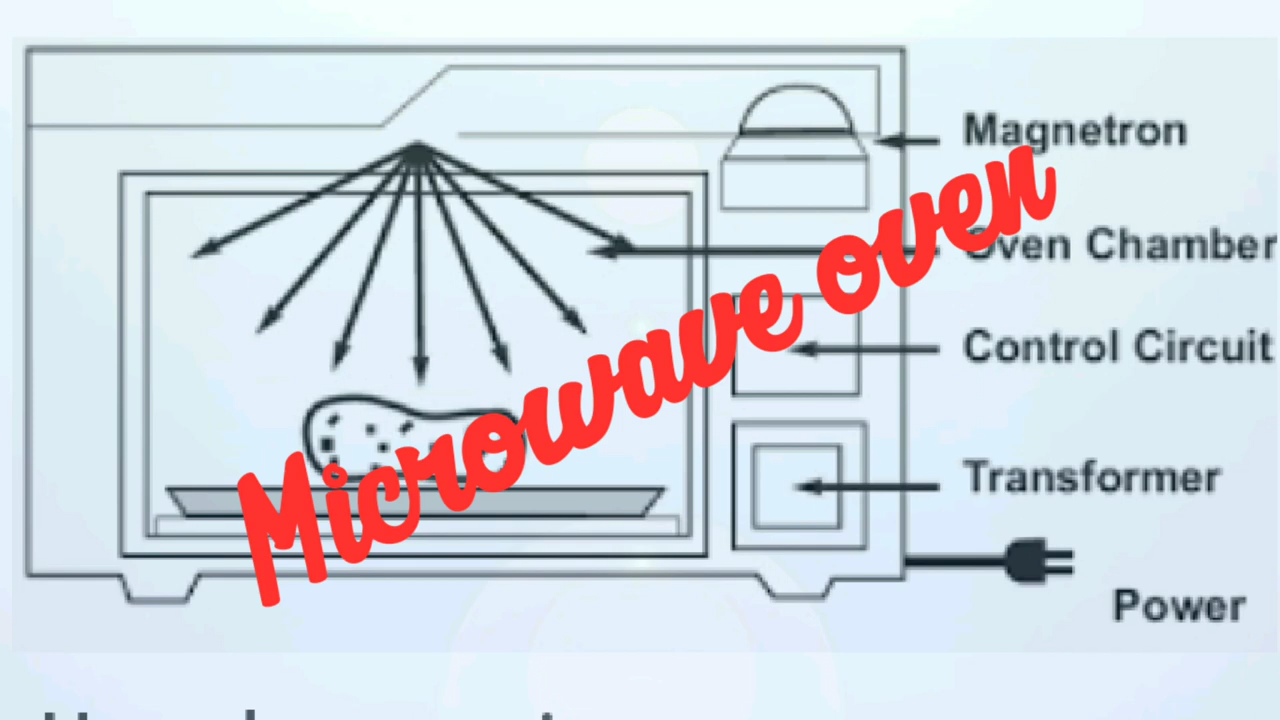 Magnetron
Oven Chamber
Control Circuit
Transformer
Power
Microwave oven